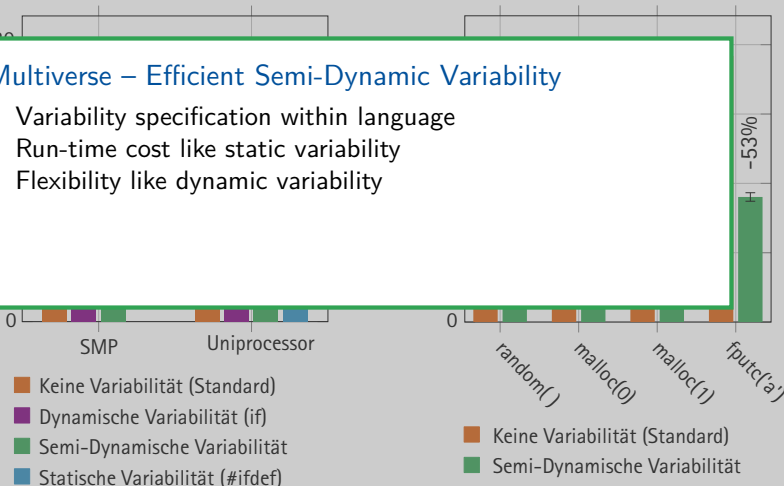 Multiverse – Efficient Semi-Dynamic Variability
Variability specification within language
Run-time cost like static variability
Flexibility like dynamic variability
-53%
0
SMP
Uniprocessor
0
random()
malloc(0)
malloc(1)
fputc('a')
Keine Variabilität (Standard)
Dynamische Variabilität (if)
Semi-Dynamische Variabilität
Statische Variabilität (#ifdef)
Keine Variabilität (Standard)
Semi-Dynamische Variabilität